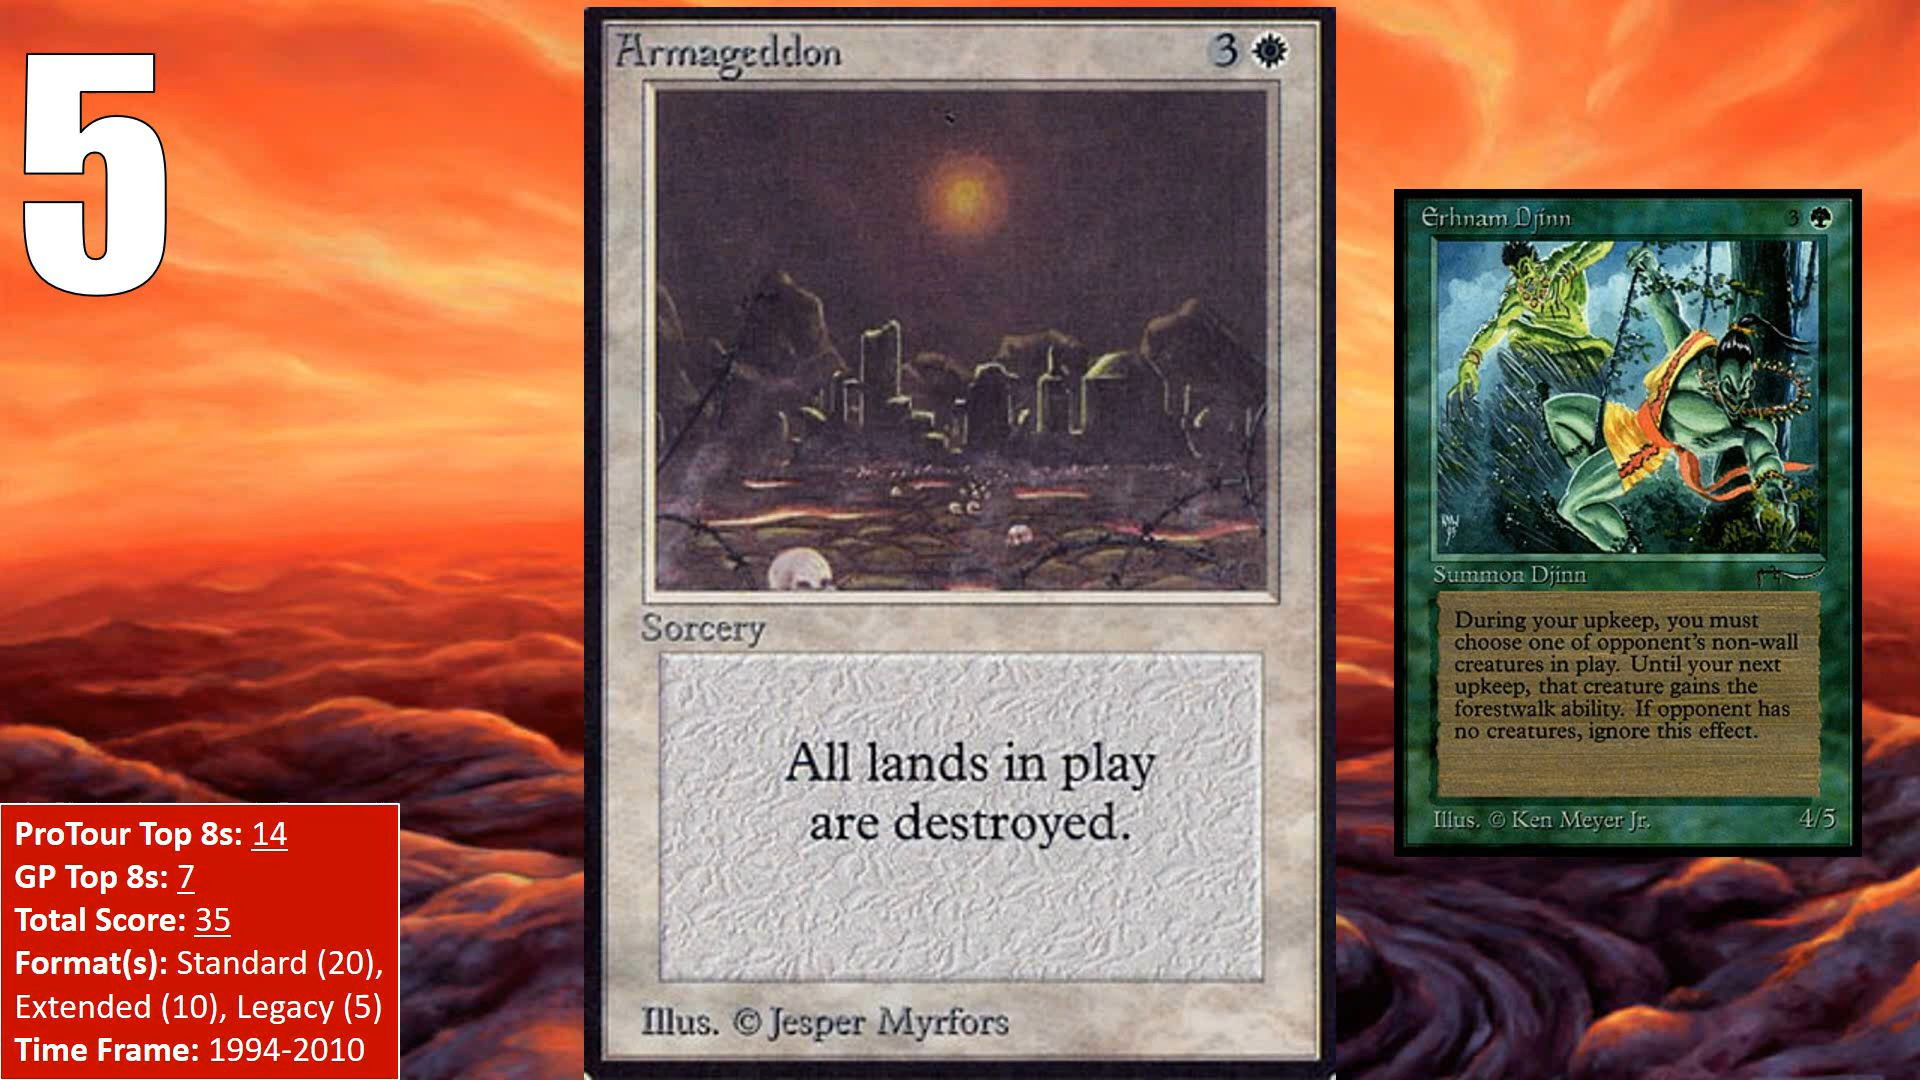 5
Armageddon 3
Sorcery
All lands in play
are destroyed.
Illus. © Jesper Myrfors
Erhnam Djinn 3
Summon Djinn
During your upkeep, you must
choose one of opponent's non-wall
creatures in play. Until your next
upkeep, that creature gains the
forestwalk ability. If opponent has
no creatures, ignore this effect.
Illus. © Ken Meyer Jr. 4/5
ProTour Top 8s: 14
GP Top 8s: 7
Total Score: 35
Format(s): Standard (20),
Extended (10), Legacy (5)
Time Frame: 1994-2010